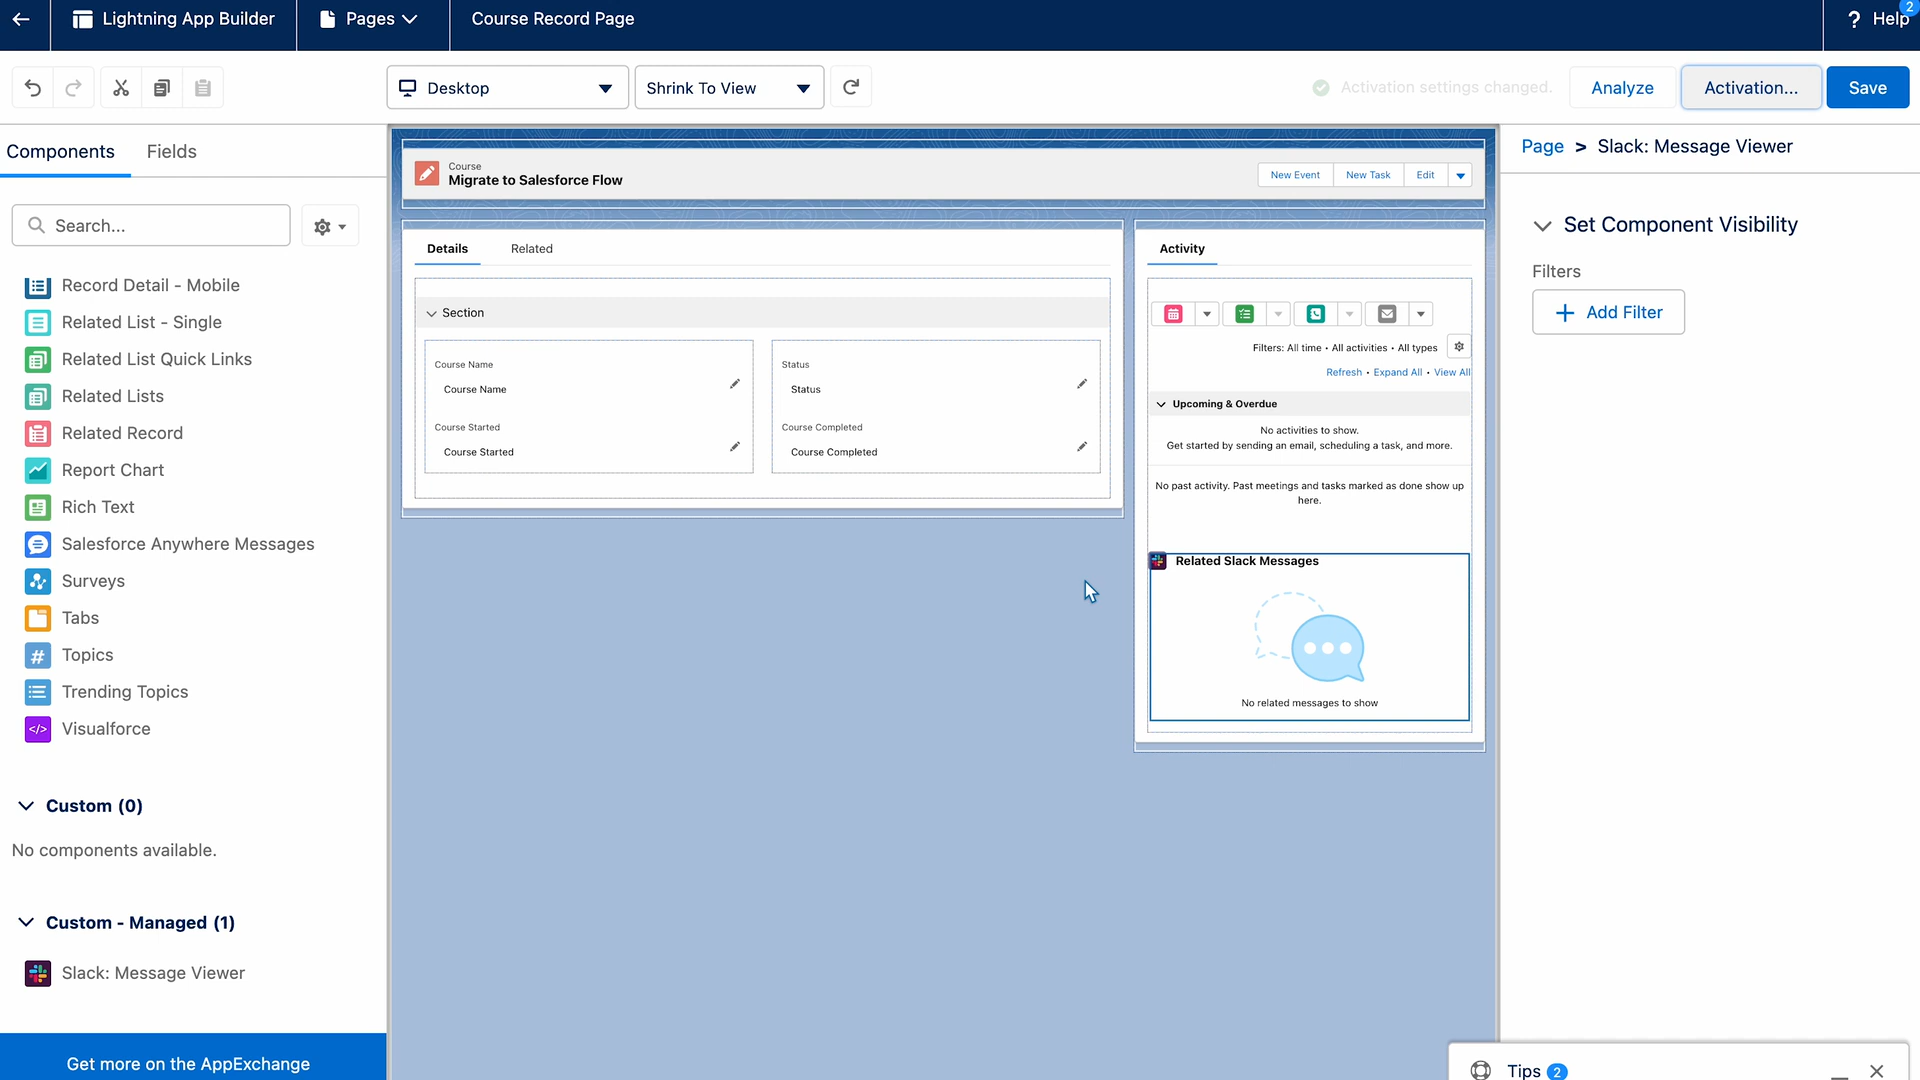 Lightning App Builder
Pages
Course Record Page
? Help
2
Desktop
Shrink To View
Activation settings changed.
Analyze
Activation...
Save
Components
Fields
Search...
Record Detail - Mobile
Related List - Single
Related List Quick Links
Related Lists
Related Record
Report Chart
Rich Text
Salesforce Anywhere Messages
Surveys
Tabs
Topics
Trending Topics
Visualforce
Custom (0)
No components available.
Custom - Managed (1)
Slack: Message Viewer
Get more on the AppExchange
Course
Migrate to Salesforce Flow
New Event
New Task
Edit
Details
Related
Section
Course Name
Course Name
Status
Status
Course Started
Course Started
Course Completed
Course Completed
Activity
Filters: All time • All activities • All types
Refresh • Expand All • View All
Upcoming & Overdue
No activities to show.
Get started by sending an email, scheduling a task, and more.
No past activity. Past meetings and tasks marked as done show up
here.
Related Slack Messages
No related messages to show
Page > Slack: Message Viewer
Set Component Visibility
Filters
+ Add Filter
Tips 2